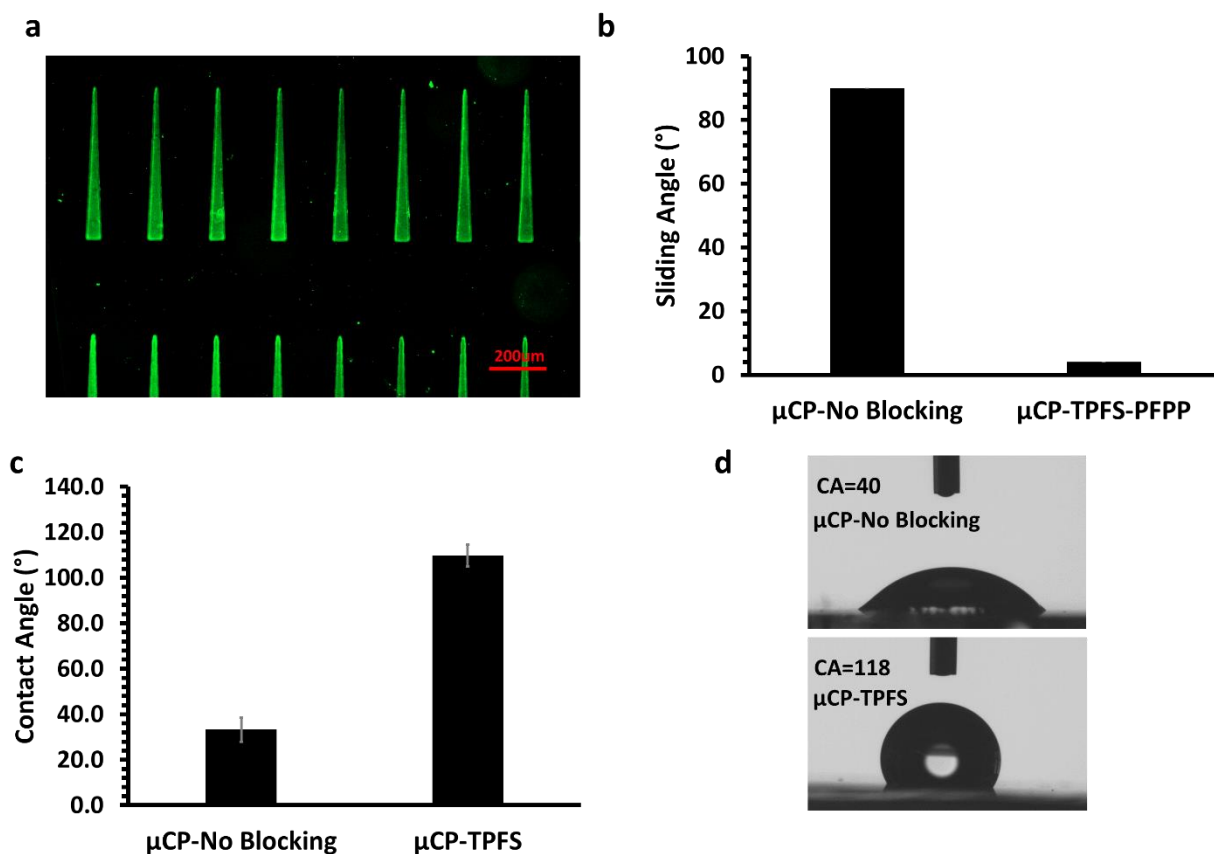 a
200μm
b
Sliding Angle (°)
100
80
60
40
20
0
μCP-No Blocking
μCP-TPFS-PFPP
c
Contact Angle (°)
140.0
120.0
100.0
80.0
60.0
40.0
20.0
0.0
μCP-No Blocking
μCP-TPFS
d
CA=40
μCP-No Blocking
CA=118
μCP-TPFS